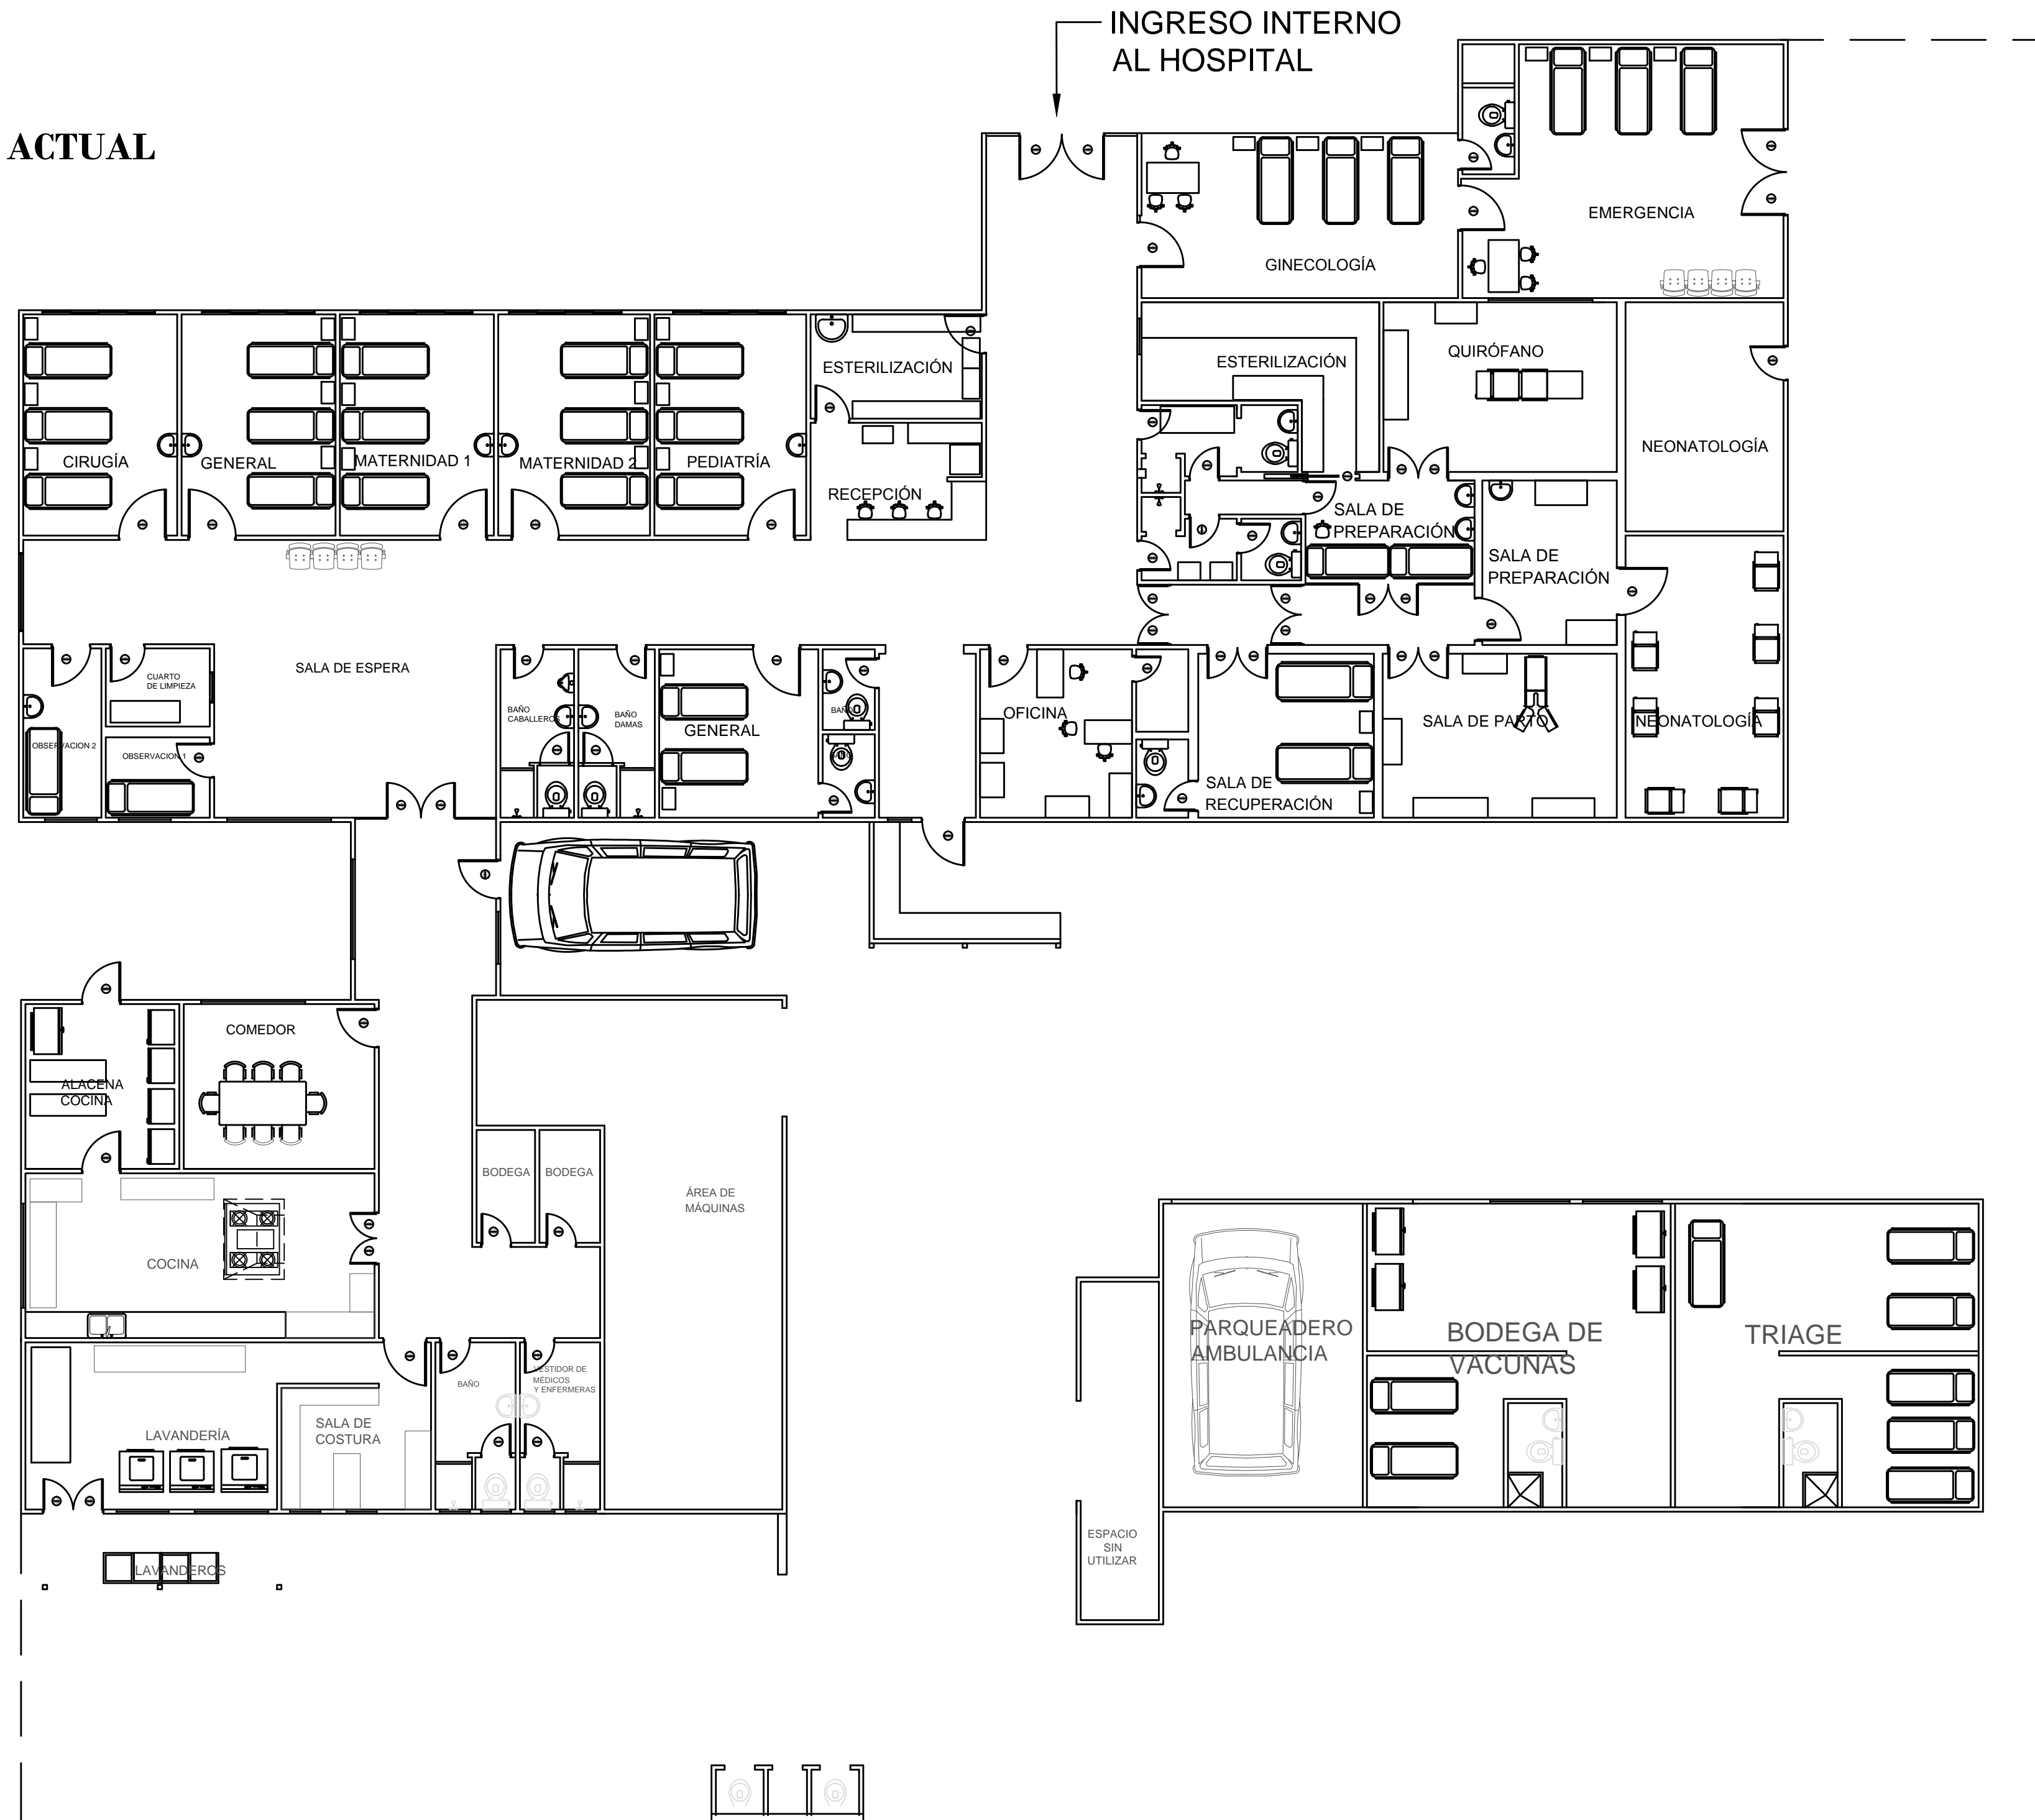 INGRESO INTERNO
AL HOSPITAL
ACTUAL
EMERGENCIA
GINECOLOGÍA
ESTERILIZACIÓN
ESTERILIZACIÓN
QUIRÓFANO
NEONATOLOGÍA
CIRUGÍA
GENERAL
MATERNIDAD 1
MATERNIDAD 2
PEDIATRÍA
RECEPCIÓN
SALA DE
PREPARACIÓN
SALA DE
PREPARACIÓN
SALA DE ESPERA
CUARTO
DE LIMPIEZA
OBSERVACION 2
OBSERVACION 1
BAÑO
CABALLEROS
BAÑO
DAMAS
GENERAL
BAÑO
BAÑO
OFICINA
SALA DE
RECUPERACIÓN
SALA DE PARTO
NEONATOLOGÍA
COMEDOR
ALACENA
COCINA
BODEGA
BODEGA
ÁREA DE
MÁQUINAS
COCINA
PARQUEADERO
AMBULANCIA
BODEGA DE
VACUNAS
TRIAGE
BAÑO
VESTIDOR DE
MÉDICOS
Y ENFERMERAS
LAVANDERÍA
SALA DE
COSTURA
ESPACIO
SIN
UTILIZAR
LAVANDEROS